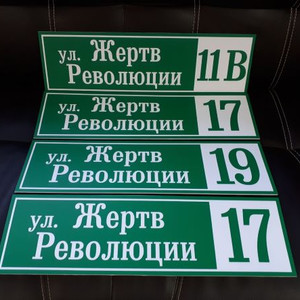 ул. Жертв
Революции
11В
ул. Жертв
Революции
17
ул. Жертв
Революции
19
ул. Жертв
Революции
17